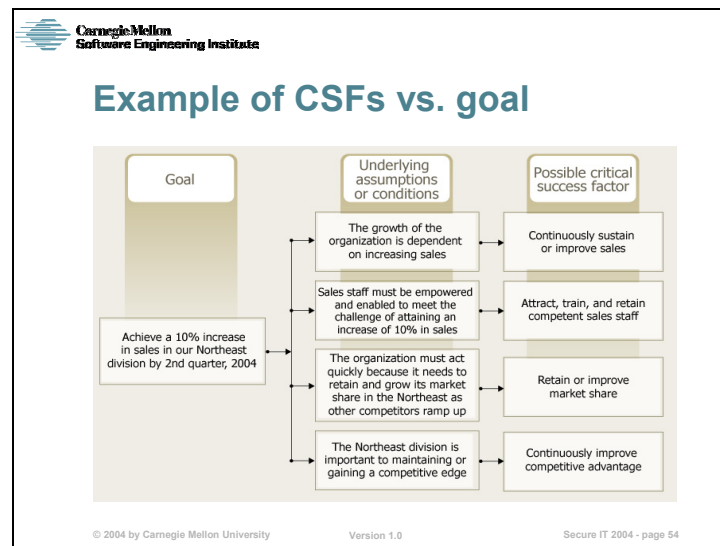 Carnegie Mellon
Software Engineering Institute
Example of CSFs vs. goal
Goal
Underlying
assumptions
or conditions
Possible critical
success factor
Achieve a 10% increase
in sales in our Northeast
division by 2nd quarter, 2004
The growth of the
organization is dependent
on increasing sales
Continuously sustain
or improve sales
Sales staff must be empowered
and enabled to meet the
challenge of attaining an
increase of 10% in sales
Attract, train, and retain
competent sales staff
The organization must act
quickly because it needs to
retain and grow its market
share in the Northeast as
other competitors ramp up
Retain or improve
market share
The Northeast division is
important to maintaining or
gaining a competitive edge
Continuously improve
competitive advantage
© 2004 by Carnegie Mellon University
Version 1.0
Secure IT 2004 - page 54